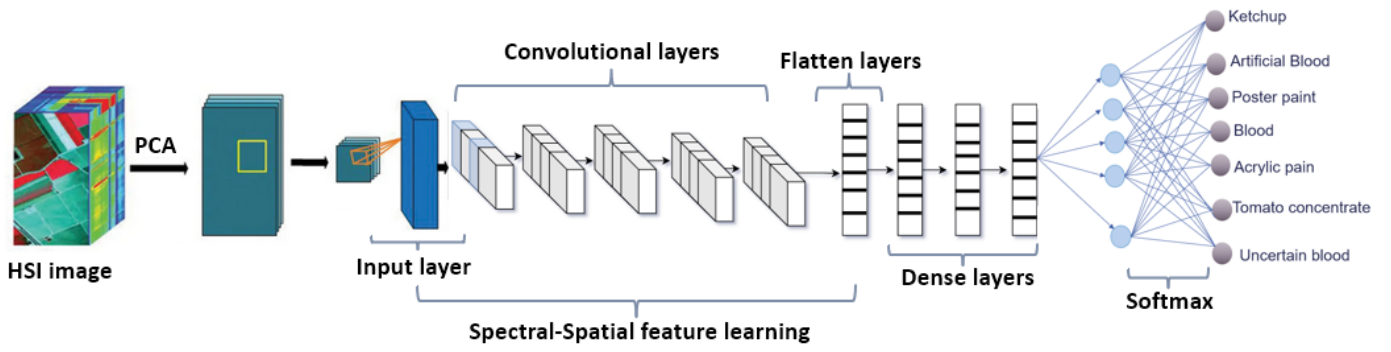 HSI image
PCA
Input layer
Convolutional layers
Flatten layers
Dense layers
Spectral-Spatial feature learning
Softmax
Ketchup
Artificial Blood
Poster paint
Blood
Acrylic pain
Tomato concentrate
Uncertain blood